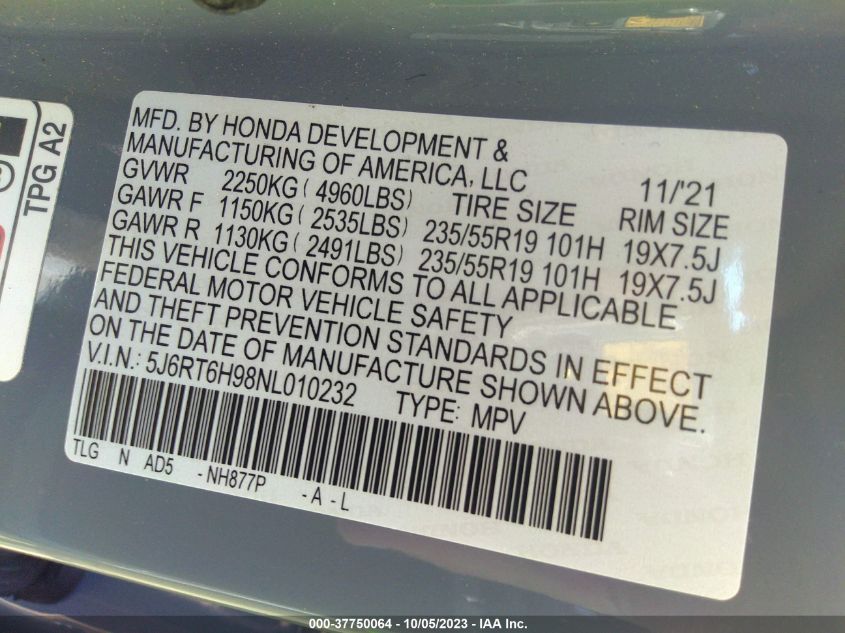 TPG A2
MFD. BY HONDA DEVELOPMENT &
MANUFACTURING OF AMERICA, LLC 11/'21
GVWR 2250KG ( 4960LBS) TIRE SIZE RIM SIZE
GAWR F 1150KG ( 2535LBS) 235/55R19 101H 19X7.5J
GAWR R 1130KG ( 2491LBS) 235/55R19 101H 19X7.5J
THIS VEHICLE CONFORMS TO ALL APPLICABLE
FEDERAL MOTOR VEHICLE SAFETY
AND THEFT PREVENTION STANDARDS IN EFFECT
ON THE DATE OF MANUFACTURE SHOWN ABOVE.
V.I.N.: 5J6RT6H98NL010232 TYPE: MPV
TLG N AD5 -NH877P -A-L
000-37750064 - 10/05/2023 - IAA Inc.